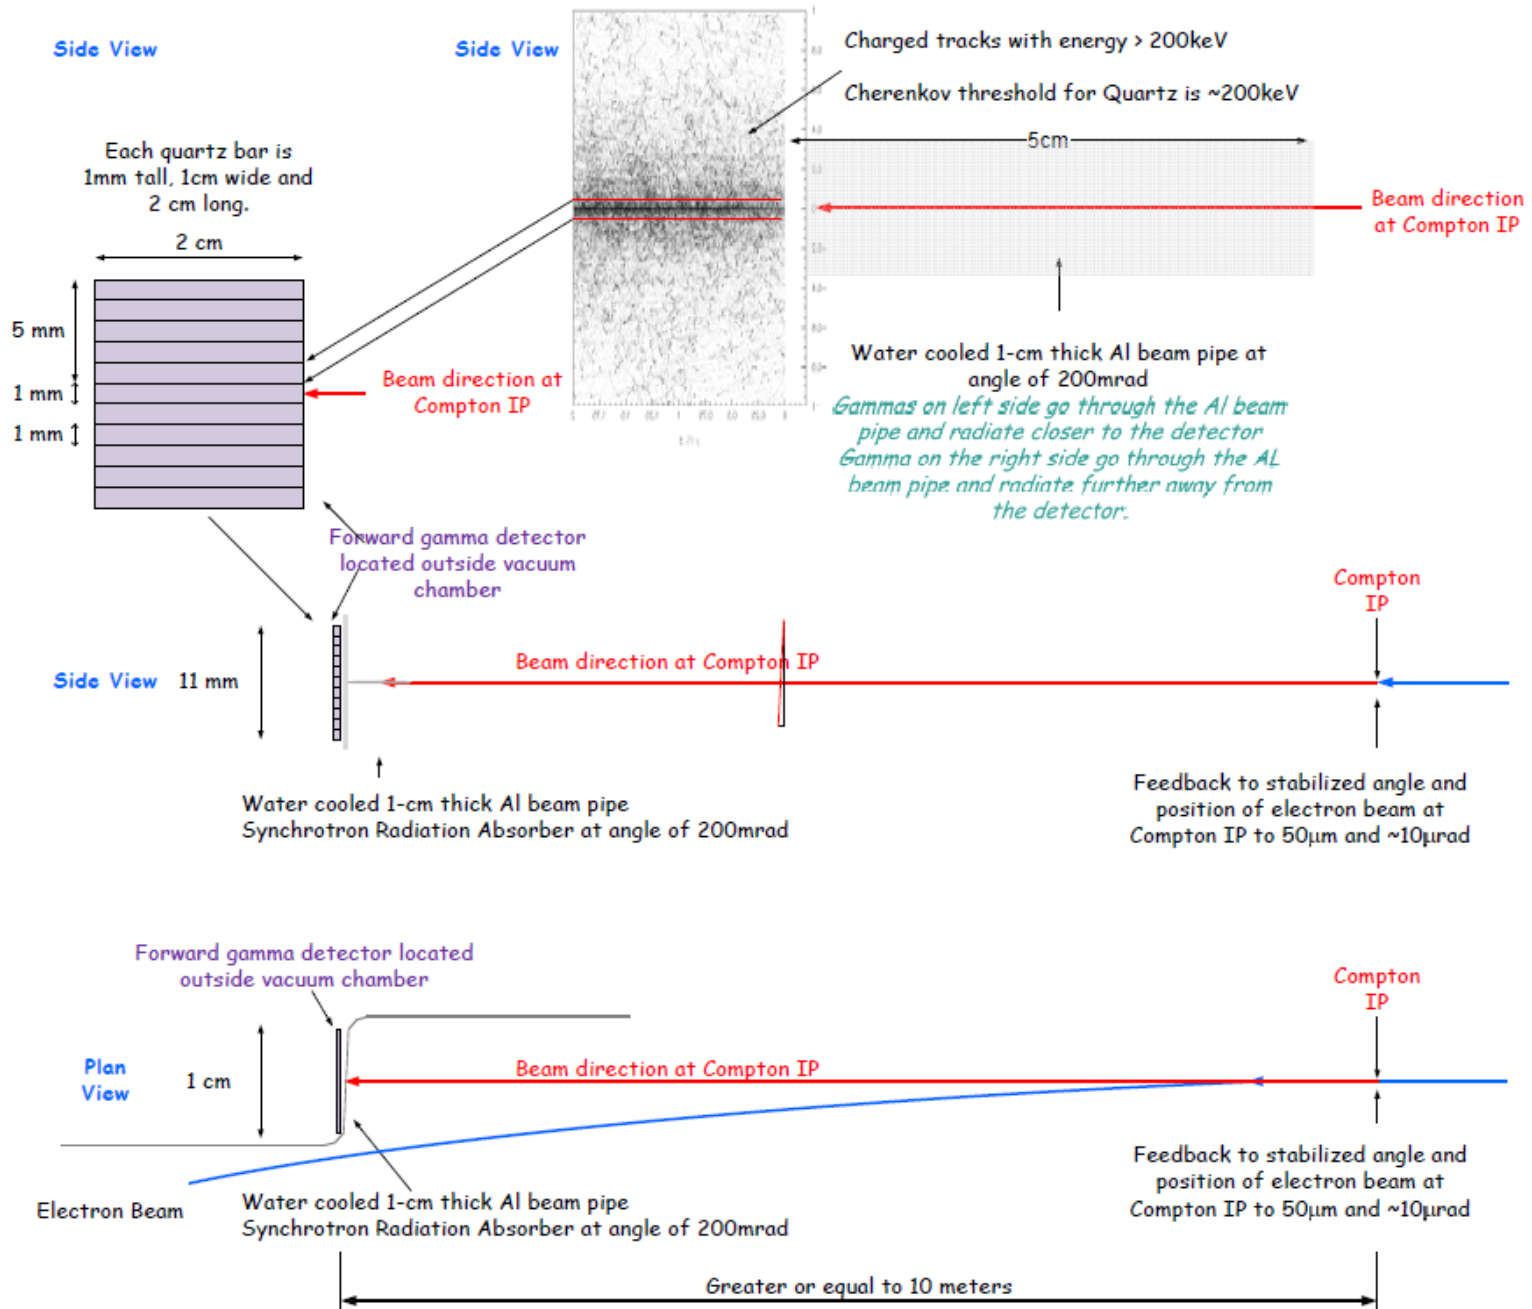 Side View
Side View
Charged tracks with energy > 200keV
Cherenkov threshold for Quartz is ~200keV
5cm
Each quartz bar is
1mm tall, 1cm wide and
2 cm long.
2 cm
Beam direction
at Compton IP
5 mm
1 mm
1 mm
Beam direction at
Compton IP
Water cooled 1-cm thick Al beam pipe at
angle of 200mrad
Gammas on left side go through the Al beam
pipe and radiate closer to the detector
Gamma on the right side go through the AL
beam pipe and radiate further away from
the detector.
Forward gamma detector
located outside vacuum
chamber
Compton
IP
Side View
11 mm
Beam direction at Compton IP
Water cooled 1-cm thick Al beam pipe
Synchrotron Radiation Absorber at angle of 200mrad
Feedback to stabilized angle and
position of electron beam at
Compton IP to 50μm and ~10μrad
Forward gamma detector located
outside vacuum chamber
Compton
IP
Plan
View
1 cm
Beam direction at Compton IP
Electron Beam
Water cooled 1-cm thick Al beam pipe
Synchrotron Radiation Absorber at angle of 200mrad
Feedback to stabilized angle and
position of electron beam at
Compton IP to 50μm and ~10μrad
Greater or equal to 10 meters